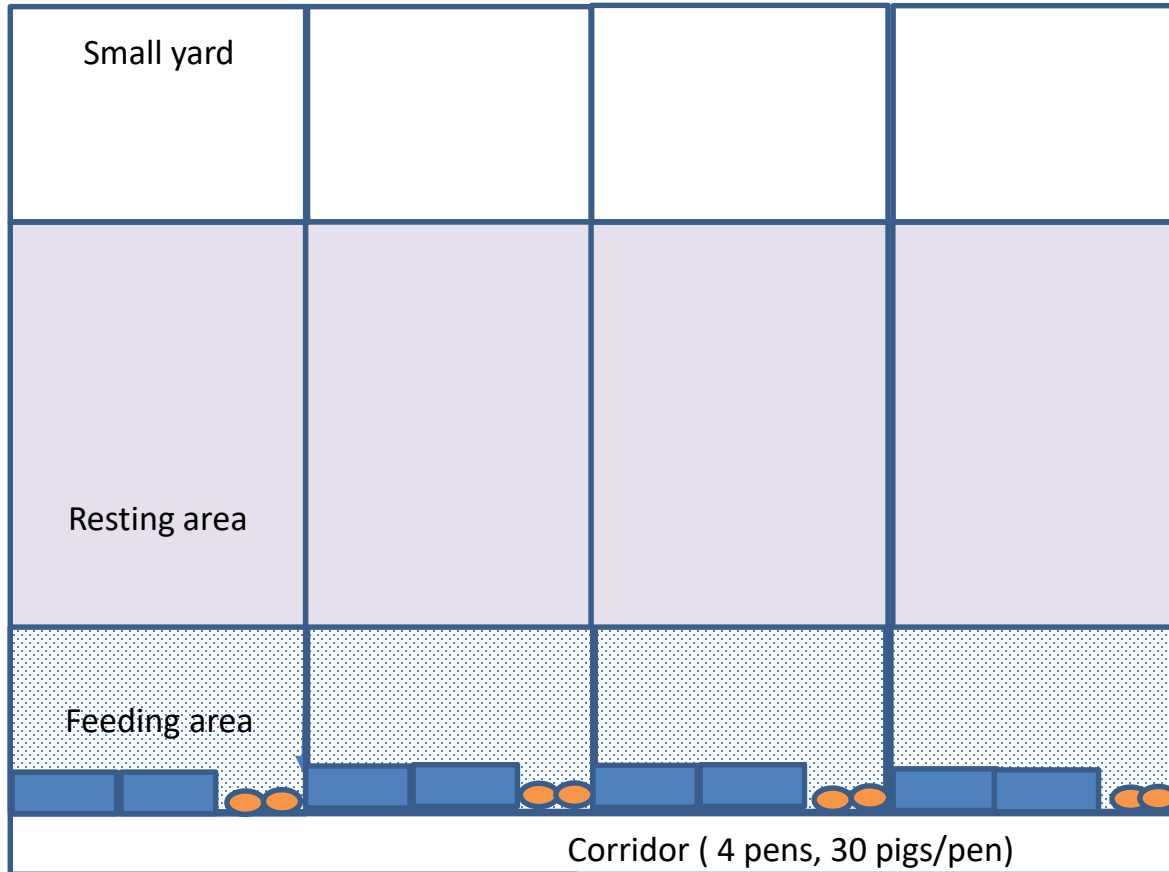 Small yard
Resting area
Feeding area
Corridor ( 4 pens, 30 pigs/pen)